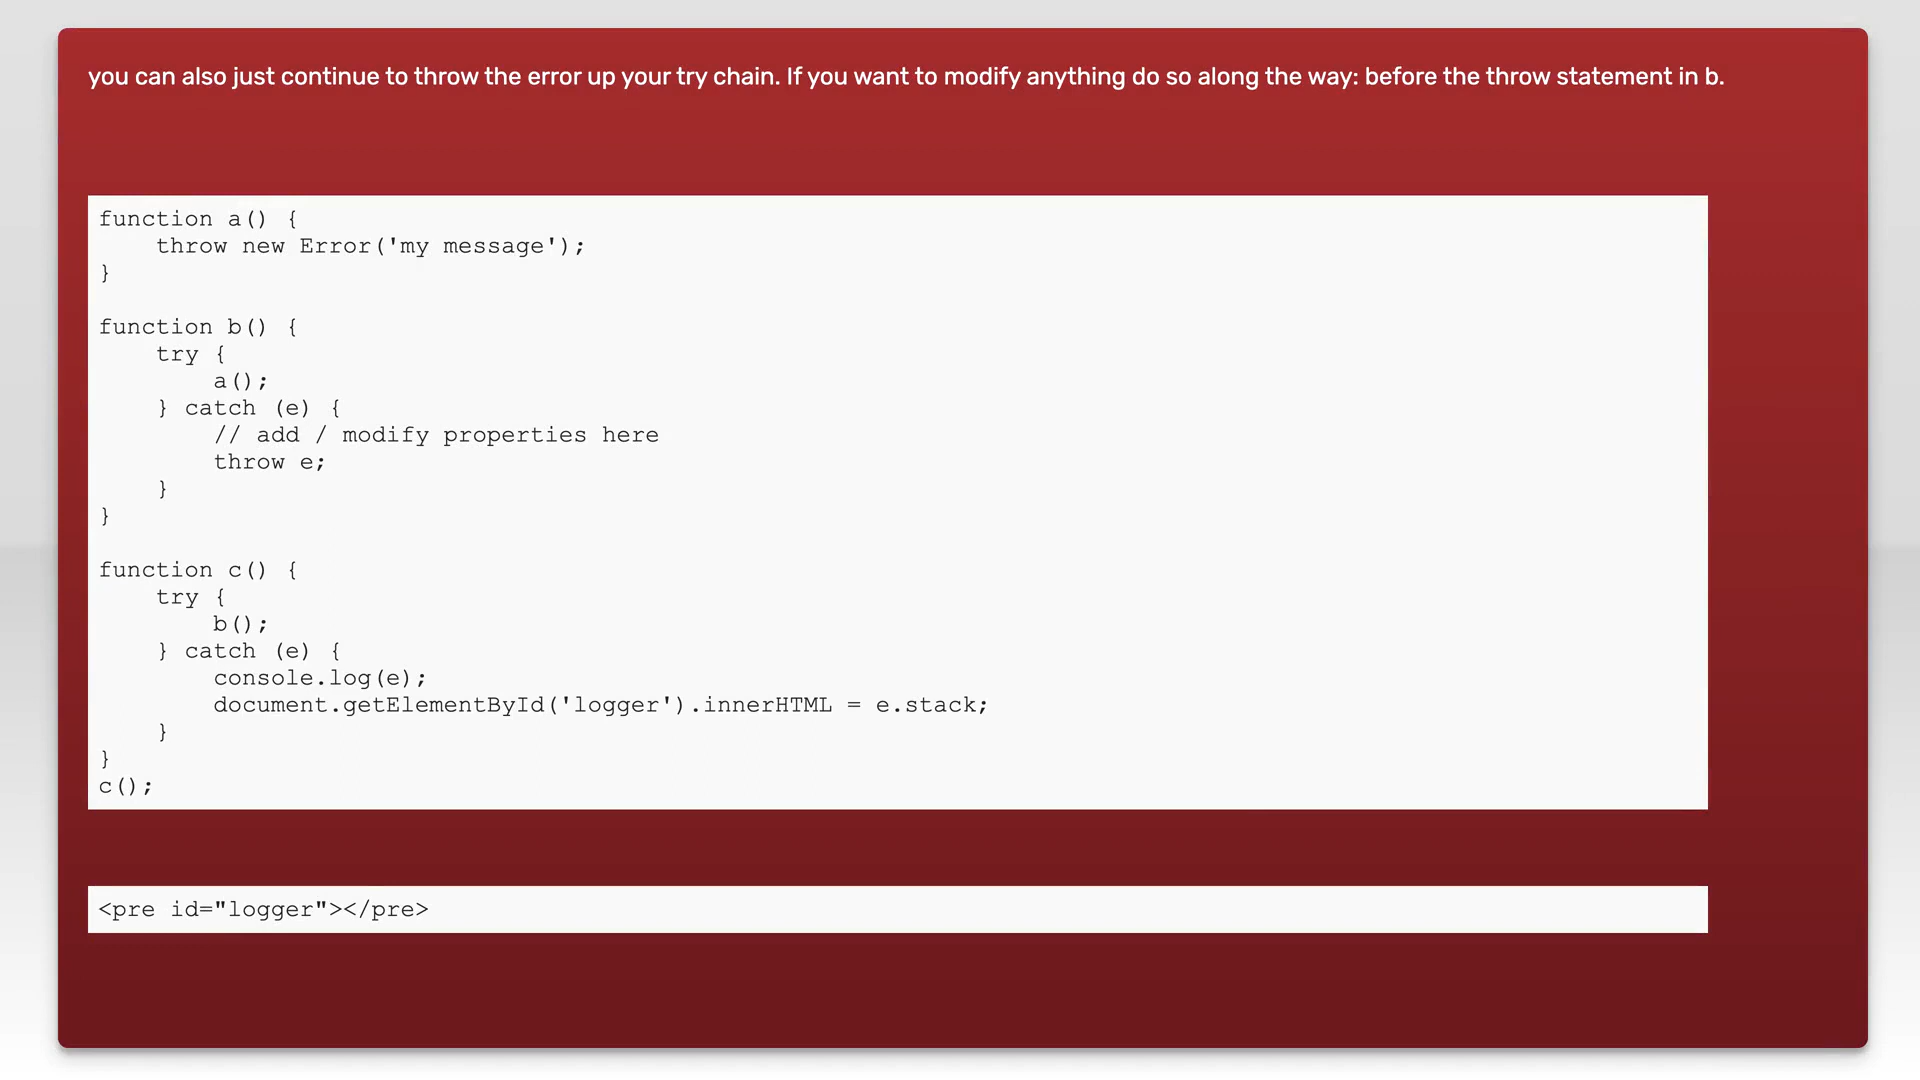 you can also just continue to throw the error up your try chain. If you want to modify anything do so along the way: before the throw statement in b.
function a() {
    throw new Error('my message');
}
function b() {
    try {
        a();
    } catch (e) {
        // add / modify properties here
        throw e;
    }
}
function c() {
    try {
        b();
    } catch (e) {
        console.log(e);
        document.getElementById('logger').innerHTML = e.stack;
    }
}
c();
<pre id="logger"></pre>